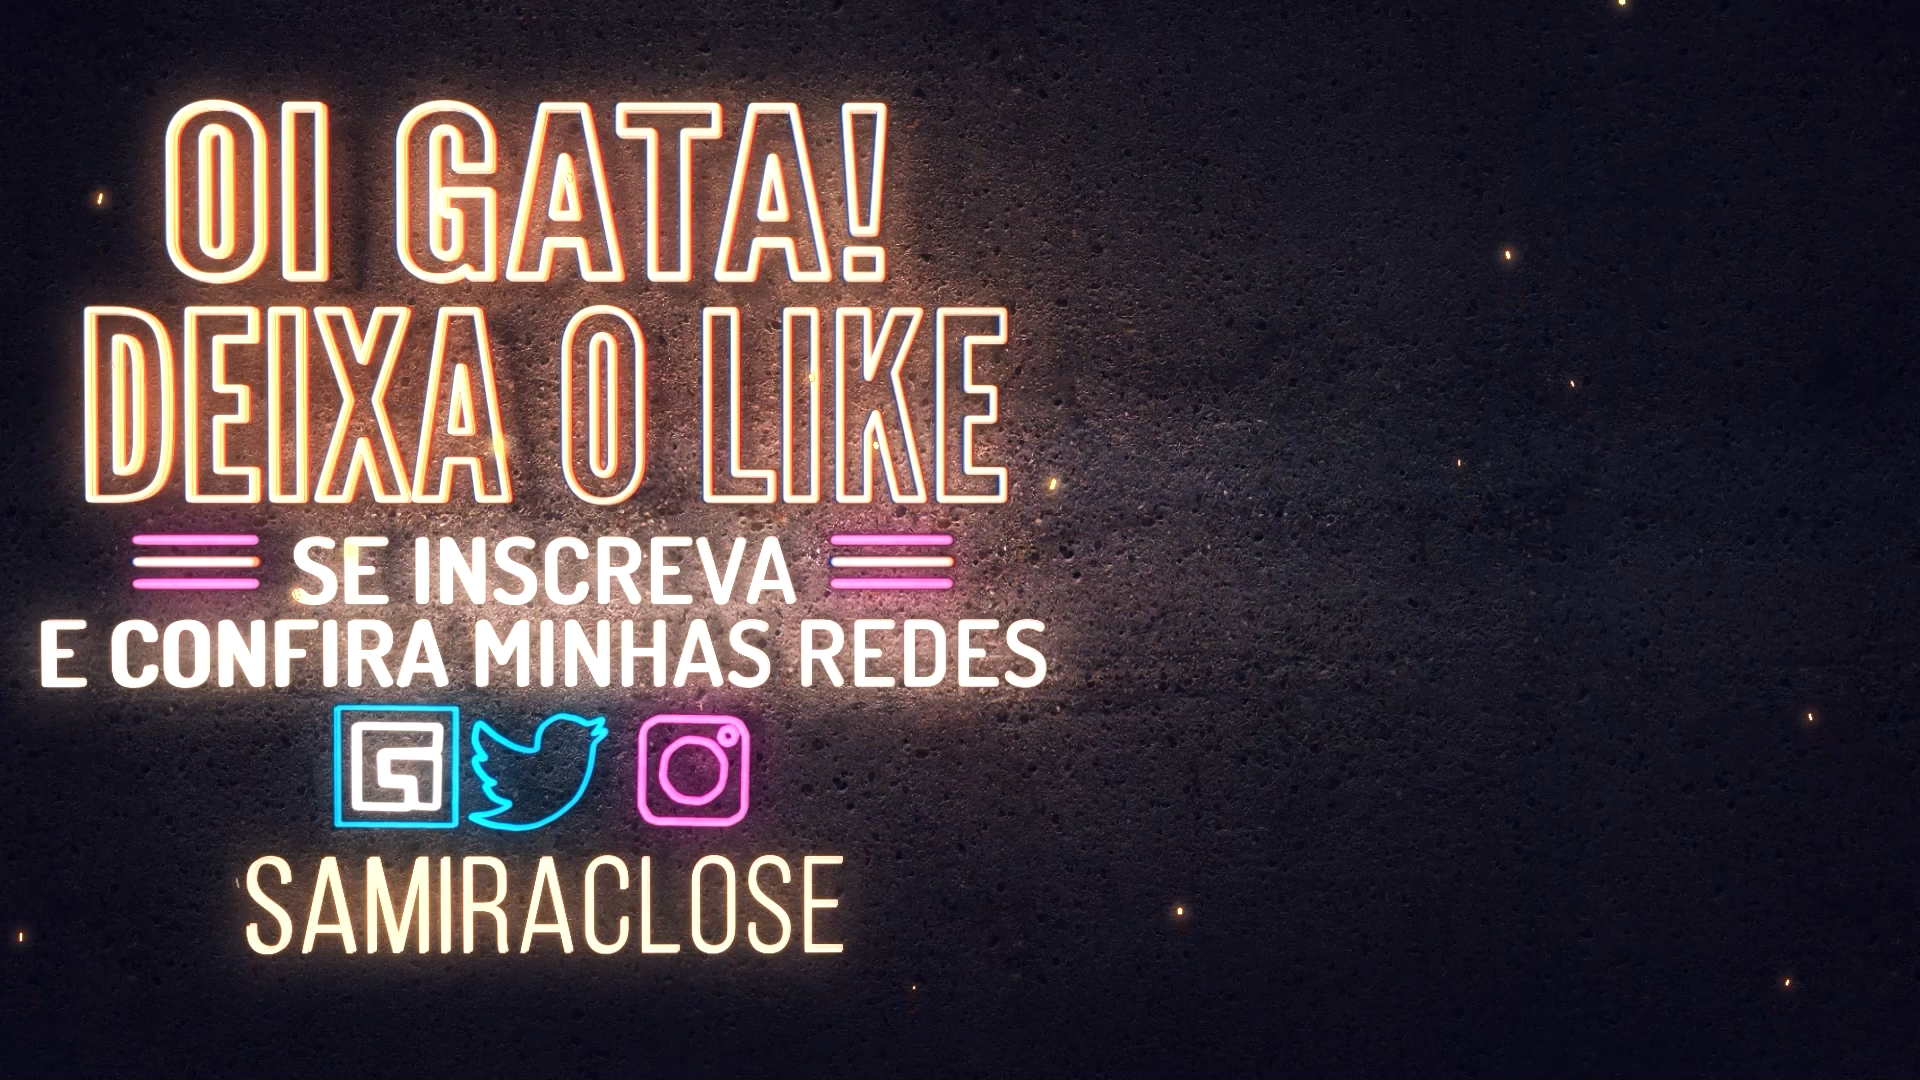 OI GATA!
DEIXA O LIKE
SE INSCREVA
E CONFIRA MINHAS REDES
SAMIRACLOSE